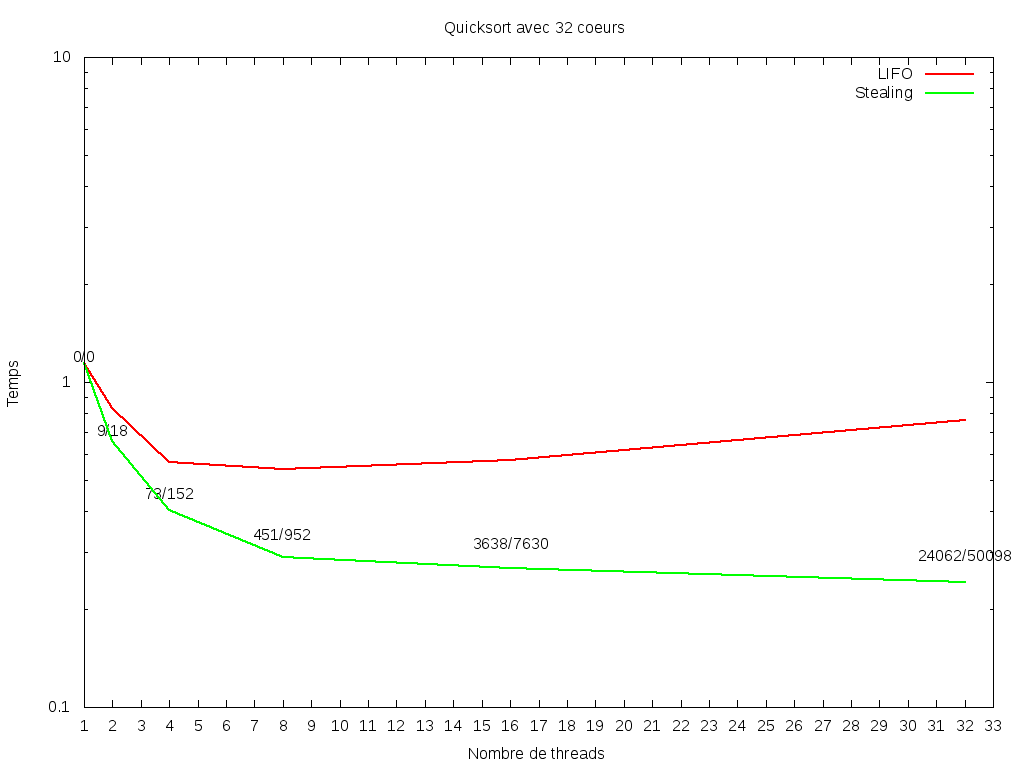 Quicksort avec 32 coeurs
10
LIFO
Stealing
0/0
1
Temps
9/18
73/152
451/952
3638/7630
24062/50098
0.1
1 2 3 4 5 6 7 8 9 10 11 12 13 14 15 16 17 18 19 20 21 22 23 24 25 26 27 28 29 30 31 32 33
Nombre de threads